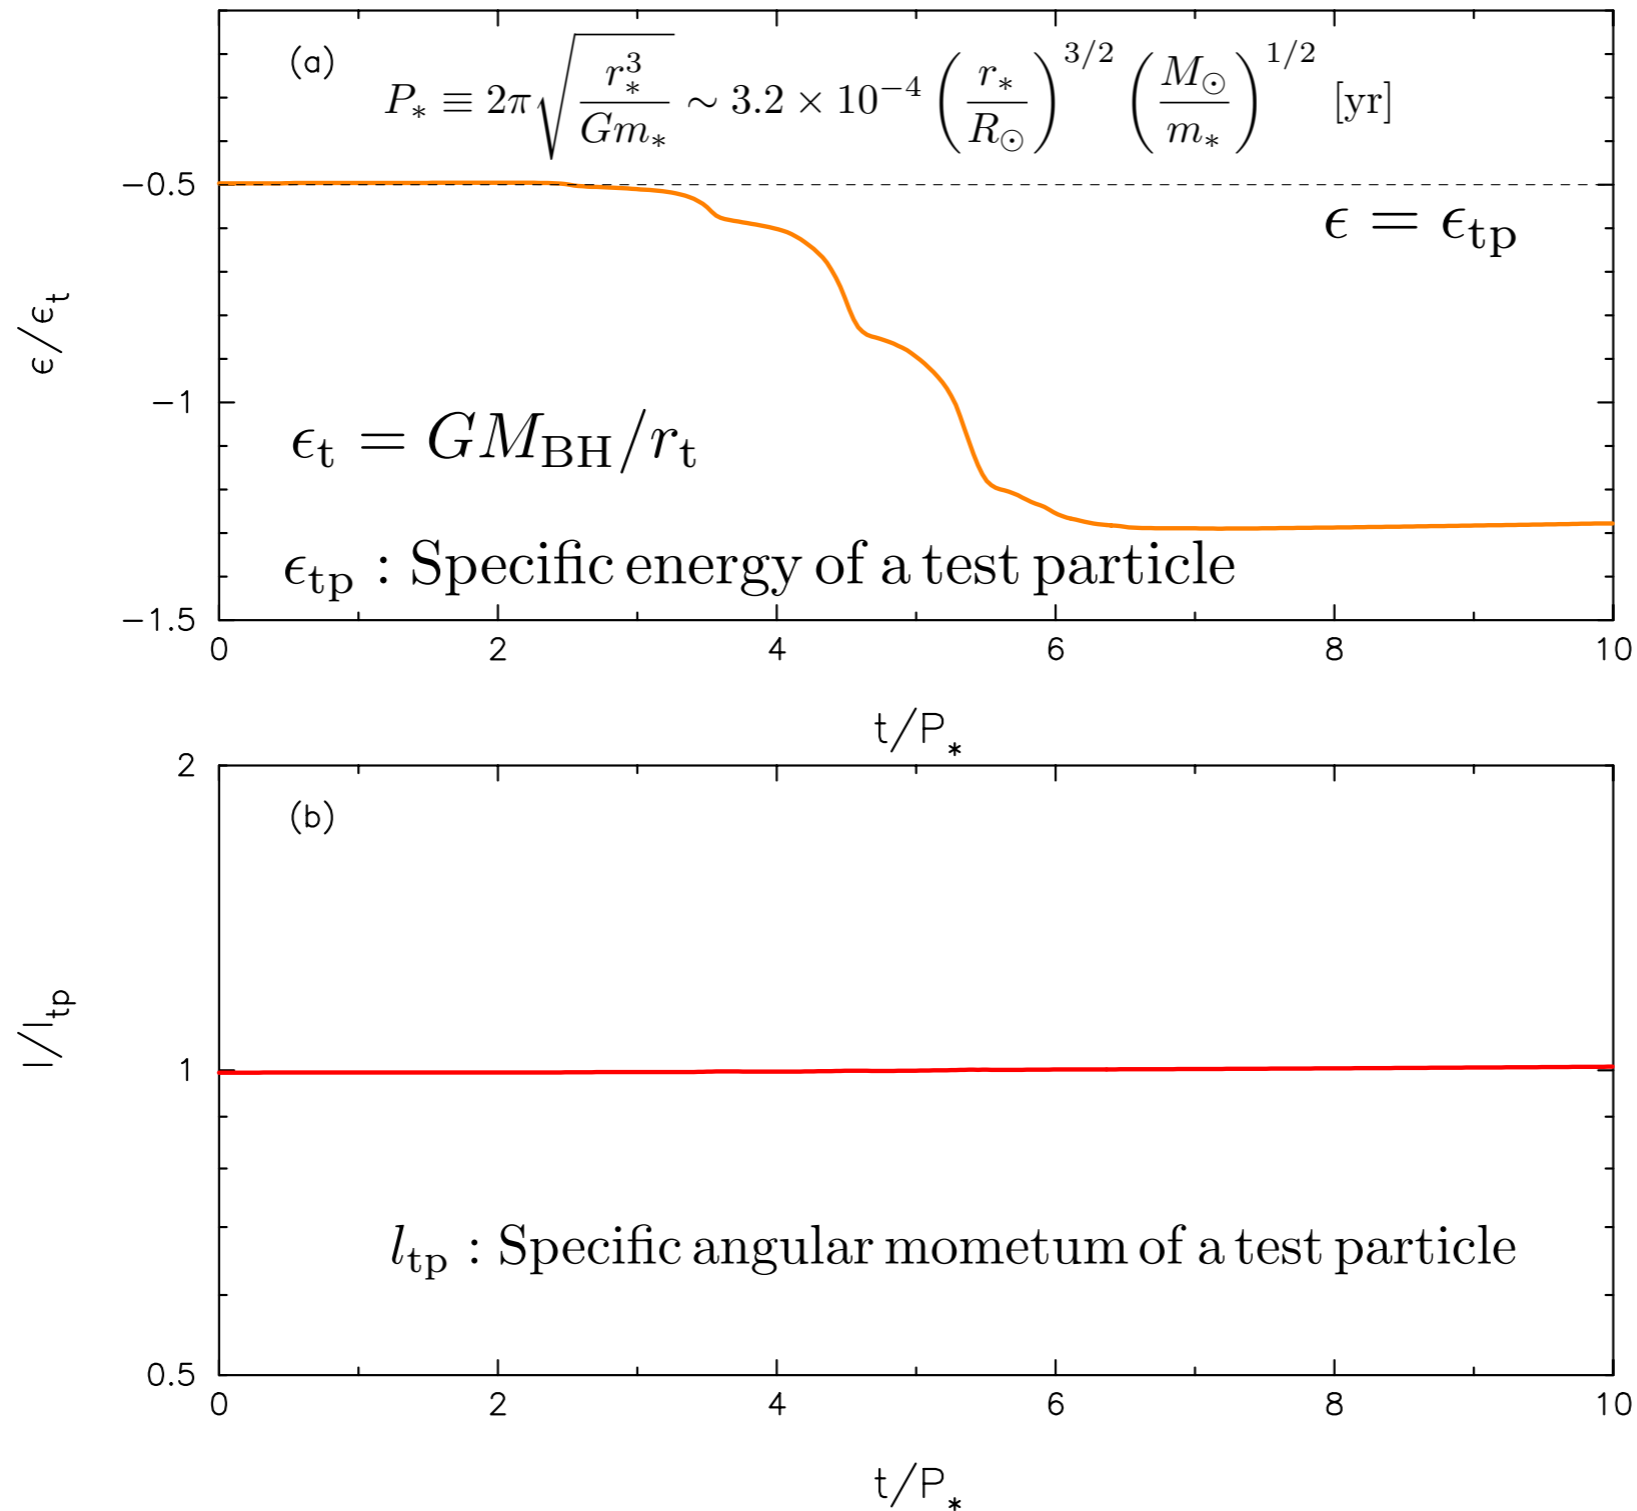 (a)
P_* ≡ 2π√(r_*^3/Gm_*) ∼ 3.2 × 10^{−4} (r_*/R_⊙)^{3/2} (M_⊙/m_*)^{1/2} [yr]
−0.5
ϵ = ϵ_tp
ϵ/ϵ_t
−1
ϵ_t = GM_BH/r_t
ϵ_tp : Specific energy of a test particle
−1.5
0 2 4 6 8 10
t/P_*
2
(b)
l/l_tp
1
l_tp : Specific angular mometum of a test particle
0.5
0 2 4 6 8 10
t/P_*